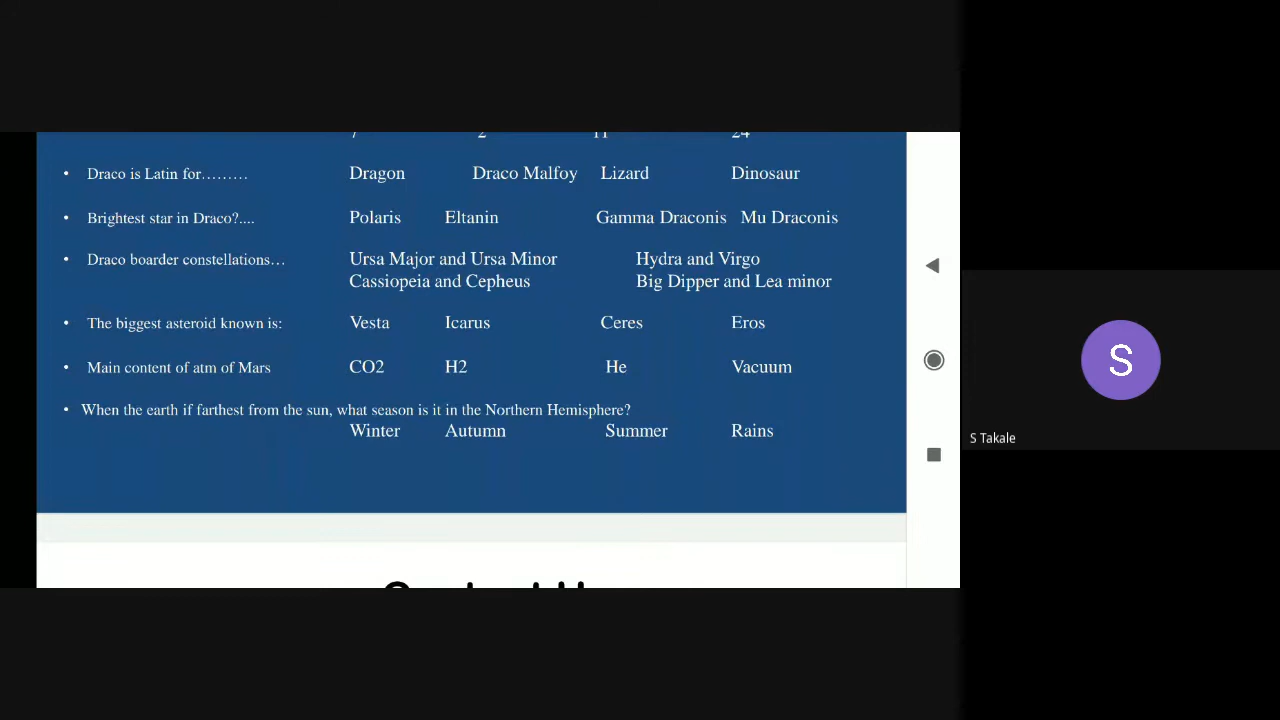 7 2 11 24
• Draco is Latin for……… Dragon Draco Malfoy Lizard Dinosaur
• Brightest star in Draco?.... Polaris Eltanin Gamma Draconis Mu Draconis
• Draco boarder constellations… Ursa Major and Ursa Minor Hydra and Virgo
Cassiopeia and Cepheus Big Dipper and Lea minor
• The biggest asteroid known is: Vesta Icarus Ceres Eros
• Main content of atm of Mars CO2 H2 He Vacuum
• When the earth if farthest from the sun, what season is it in the Northern Hemisphere?
Winter Autumn Summer Rains
S
S Takale